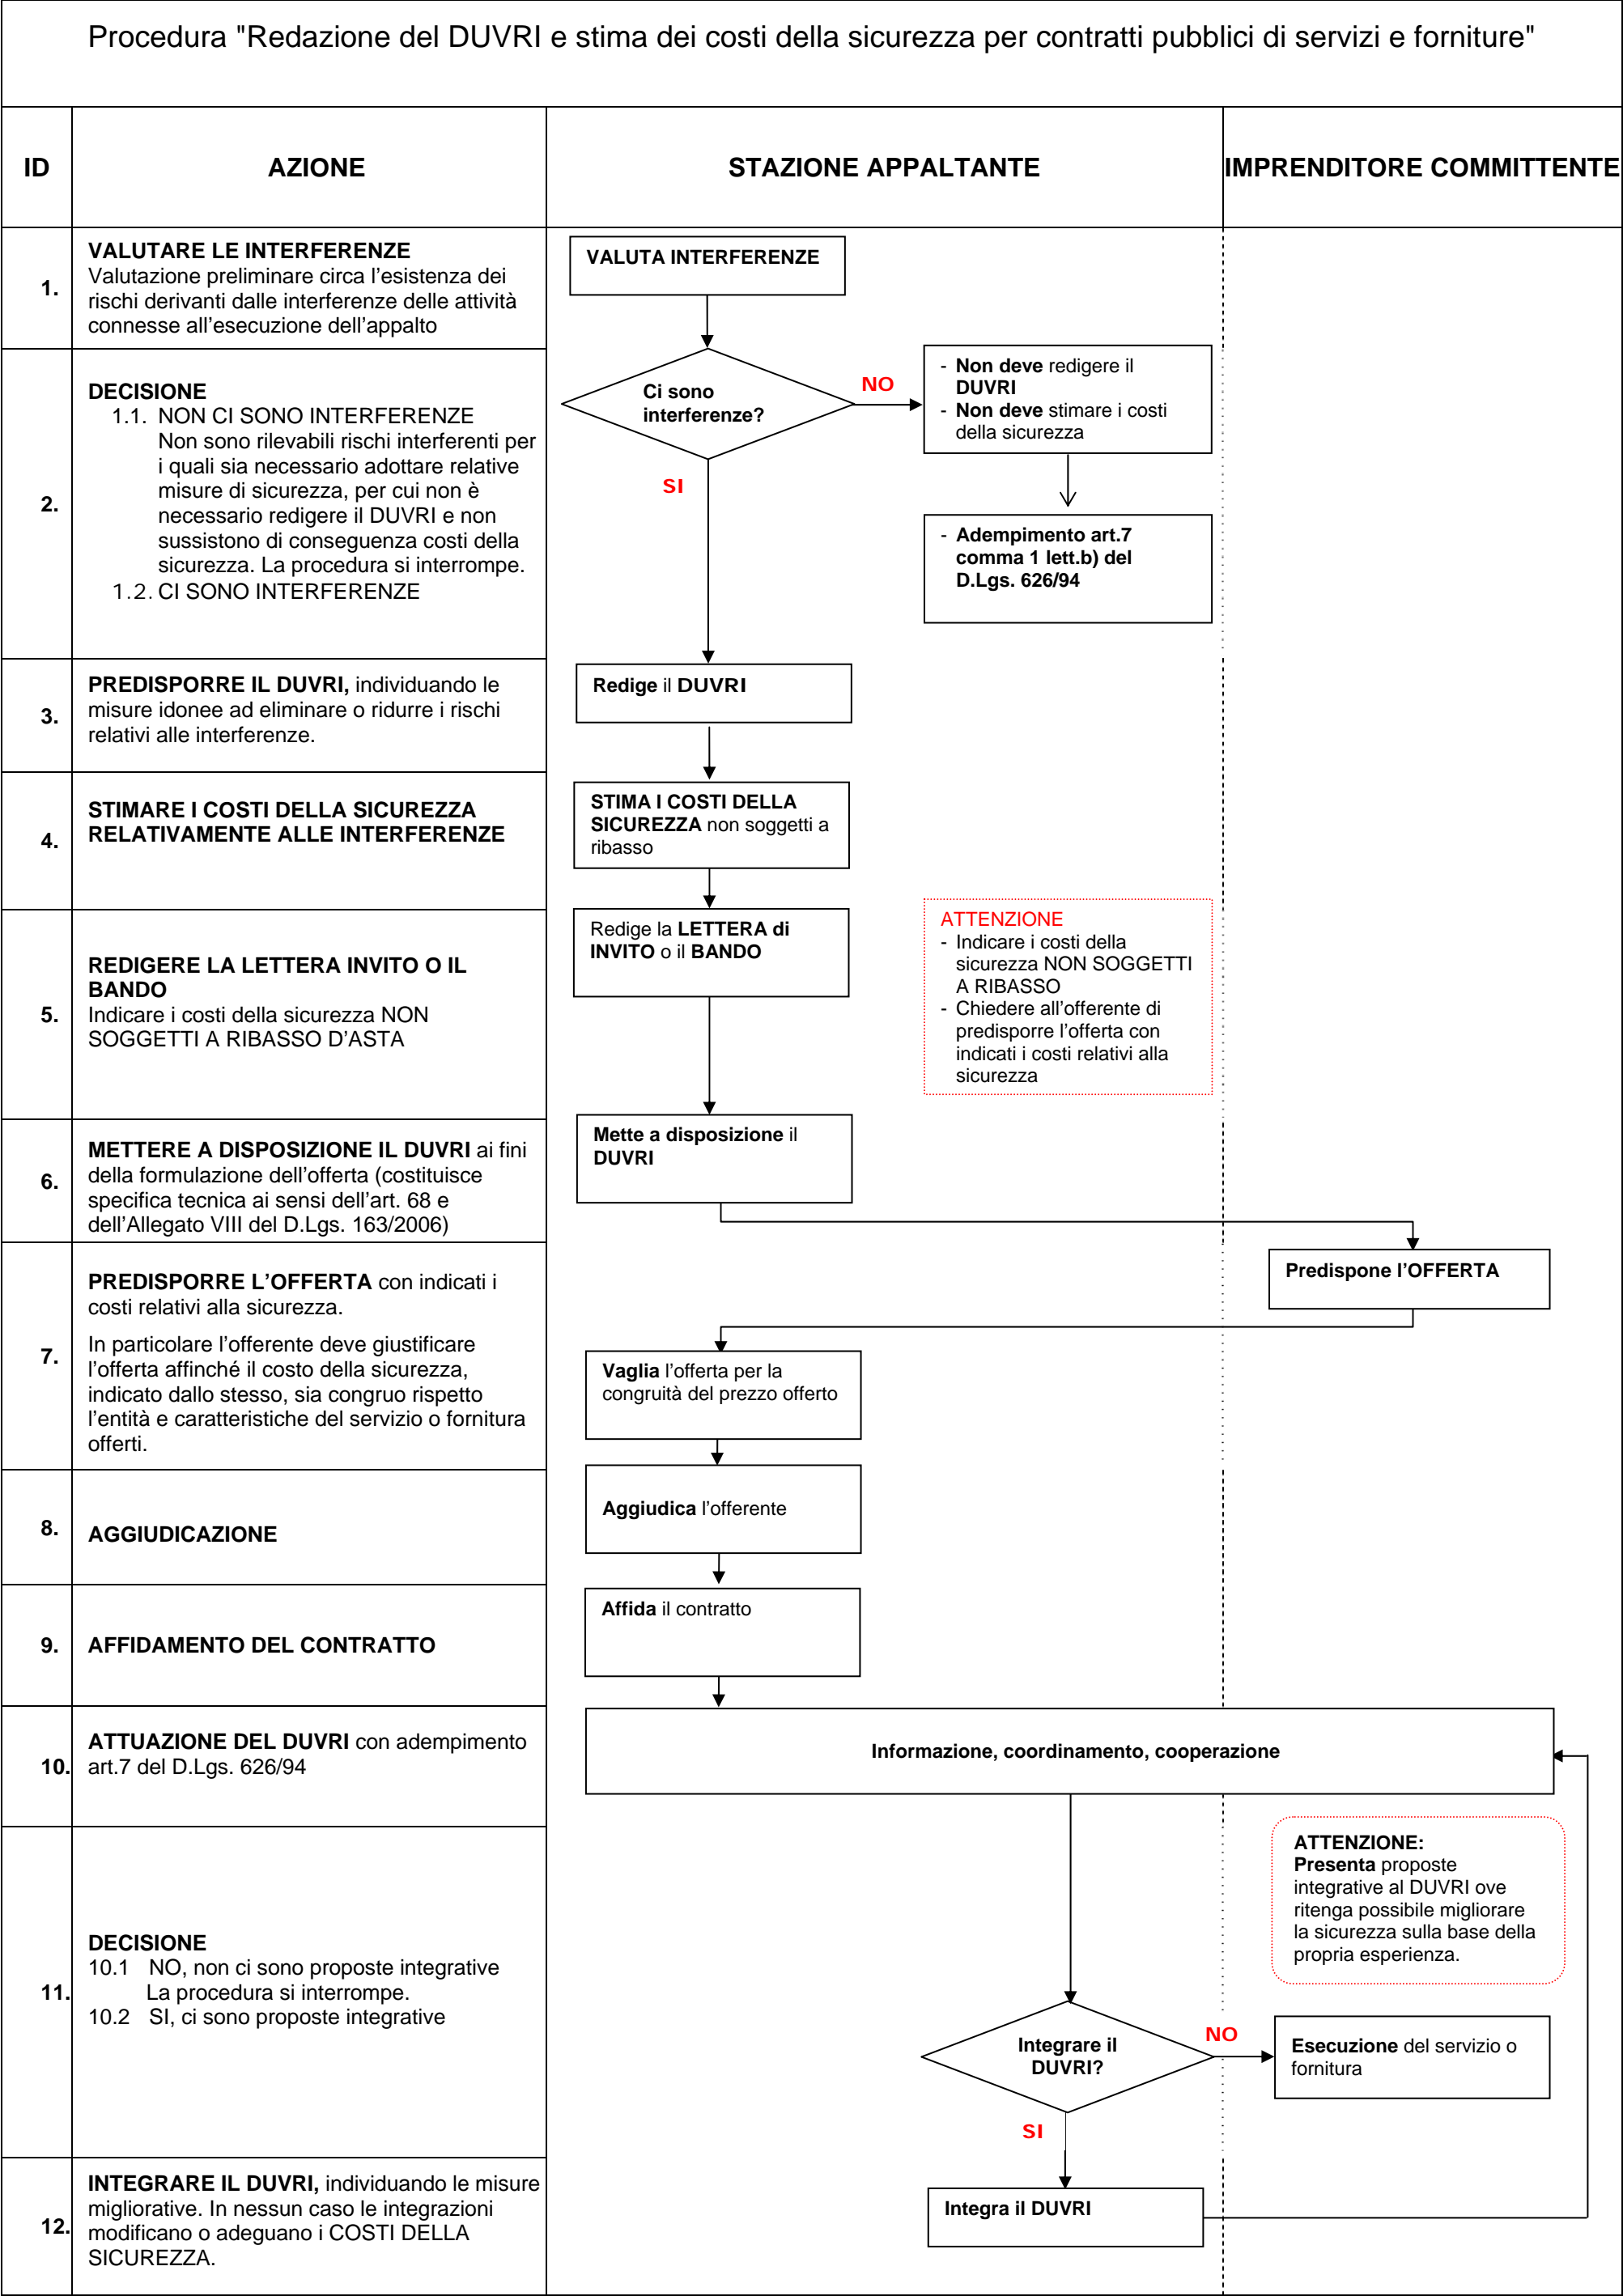 Procedura "Redazione del DUVRI e stima dei costi della sicurezza per contratti pubblici di servizi e forniture"
ID
AZIONE
STAZIONE APPALTANTE
IMPRENDITORE COMMITTENTE
1.
VALUTARE LE INTERFERENZE
Valutazione preliminare circa l'esistenza dei
rischi derivanti dalle interferenze delle attività
connesse all'esecuzione dell'appalto
VALUTA INTERFERENZE
2.
DECISIONE
1.1. NON CI SONO INTERFERENZE
Non sono rilevabili rischi interferenti per
i quali sia necessario adottare relative
misure di sicurezza, per cui non è
necessario redigere il DUVRI e non
sussistono di conseguenza costi della
sicurezza. La procedura si interrompe.
1.2. CI SONO INTERFERENZE
Ci sono
interferenze?
NO
SI
- Non deve redigere il
DUVRI
- Non deve stimare i costi
della sicurezza
- Adempimento art.7
comma 1 lett.b) del
D.Lgs. 626/94
3.
PREDISPORRE IL DUVRI, individuando le
misure idonee ad eliminare o ridurre i rischi
relativi alle interferenze.
Redige il DUVRI
4.
STIMARE I COSTI DELLA SICUREZZA
RELATIVAMENTE ALLE INTERFERENZE
STIMA I COSTI DELLA
SICUREZZA non soggetti a
ribasso
5.
REDIGERE LA LETTERA INVITO O IL
BANDO
Indicare i costi della sicurezza NON
SOGGETTI A RIBASSO D'ASTA
Redige la LETTERA di
INVITO o il BANDO
ATTENZIONE
- Indicare i costi della
sicurezza NON SOGGETTI
A RIBASSO
- Chiedere all'offerente di
predisporre l'offerta con
indicati i costi relativi alla
sicurezza
6.
METTERE A DISPOSIZIONE IL DUVRI ai fini
della formulazione dell'offerta (costituisce
specifica tecnica ai sensi dell'art. 68 e
dell'Allegato VIII del D.Lgs. 163/2006)
Mette a disposizione il
DUVRI
7.
PREDISPORRE L'OFFERTA con indicati i
costi relativi alla sicurezza.
In particolare l'offerente deve giustificare
l'offerta affinché il costo della sicurezza,
indicato dallo stesso, sia congruo rispetto
l'entità e caratteristiche del servizio o fornitura
offerti.
Predispone l'OFFERTA
Vaglia l'offerta per la
congruità del prezzo offerto
8.
AGGIUDICAZIONE
Aggiudica l'offerente
9.
AFFIDAMENTO DEL CONTRATTO
Affida il contratto
10.
ATTUAZIONE DEL DUVRI con adempimento
art.7 del D.Lgs. 626/94
Informazione, coordinamento, cooperazione
11.
DECISIONE
10.1 NO, non ci sono proposte integrative
La procedura si interrompe.
10.2 SI, ci sono proposte integrative
ATTENZIONE:
Presenta proposte
integrative al DUVRI ove
ritenga possibile migliorare
la sicurezza sulla base della
propria esperienza.
Integrare il
DUVRI?
NO
SI
Esecuzione del servizio o
fornitura
12.
INTEGRARE IL DUVRI, individuando le misure
migliorative. In nessun caso le integrazioni
modificano o adeguano i COSTI DELLA
SICUREZZA.
Integra il DUVRI